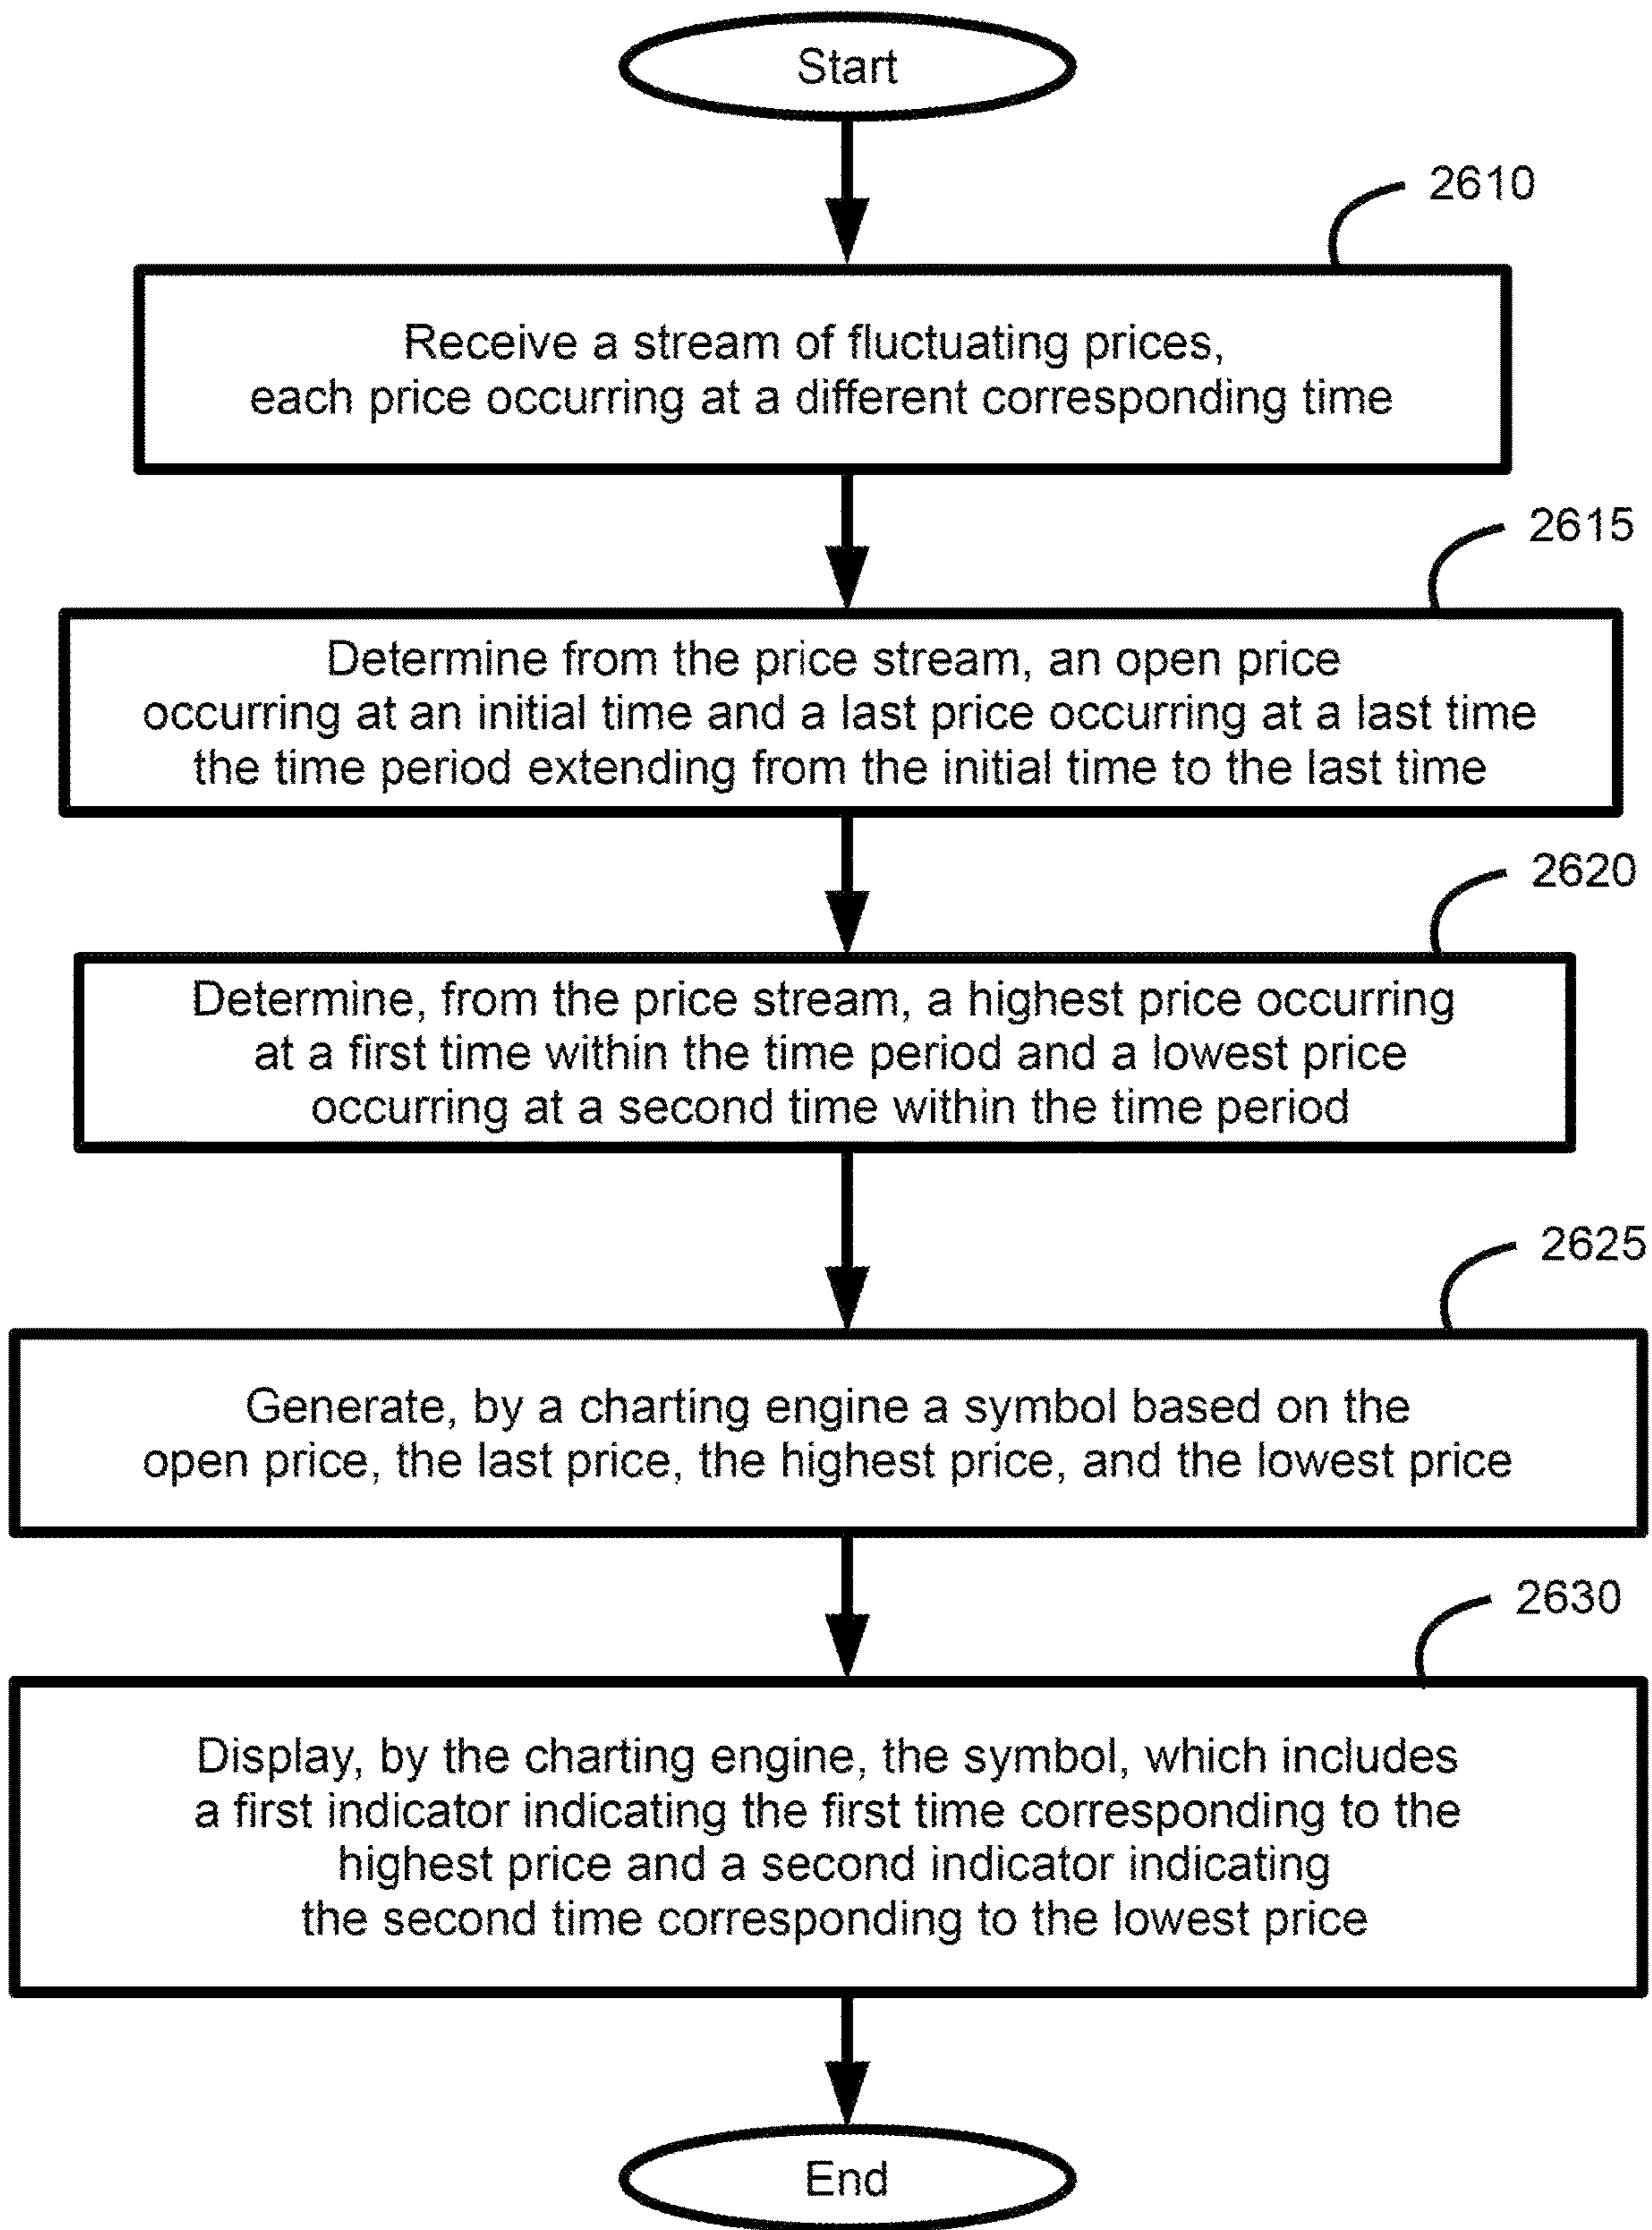 Start
2610
Receive a stream of fluctuating prices,
each price occurring at a different corresponding time
2615
Determine from the price stream, an open price
occurring at an initial time and a last price occurring at a last time
the time period extending from the initial time to the last time
2620
Determine, from the price stream, a highest price occurring
at a first time within the time period and a lowest price
occurring at a second time within the time period
2625
Generate, by a charting engine a symbol based on the
open price, the last price, the highest price, and the lowest price
2630
Display, by the charting engine, the symbol, which includes
a first indicator indicating the first time corresponding to the
highest price and a second indicator indicating
the second time corresponding to the lowest price
End